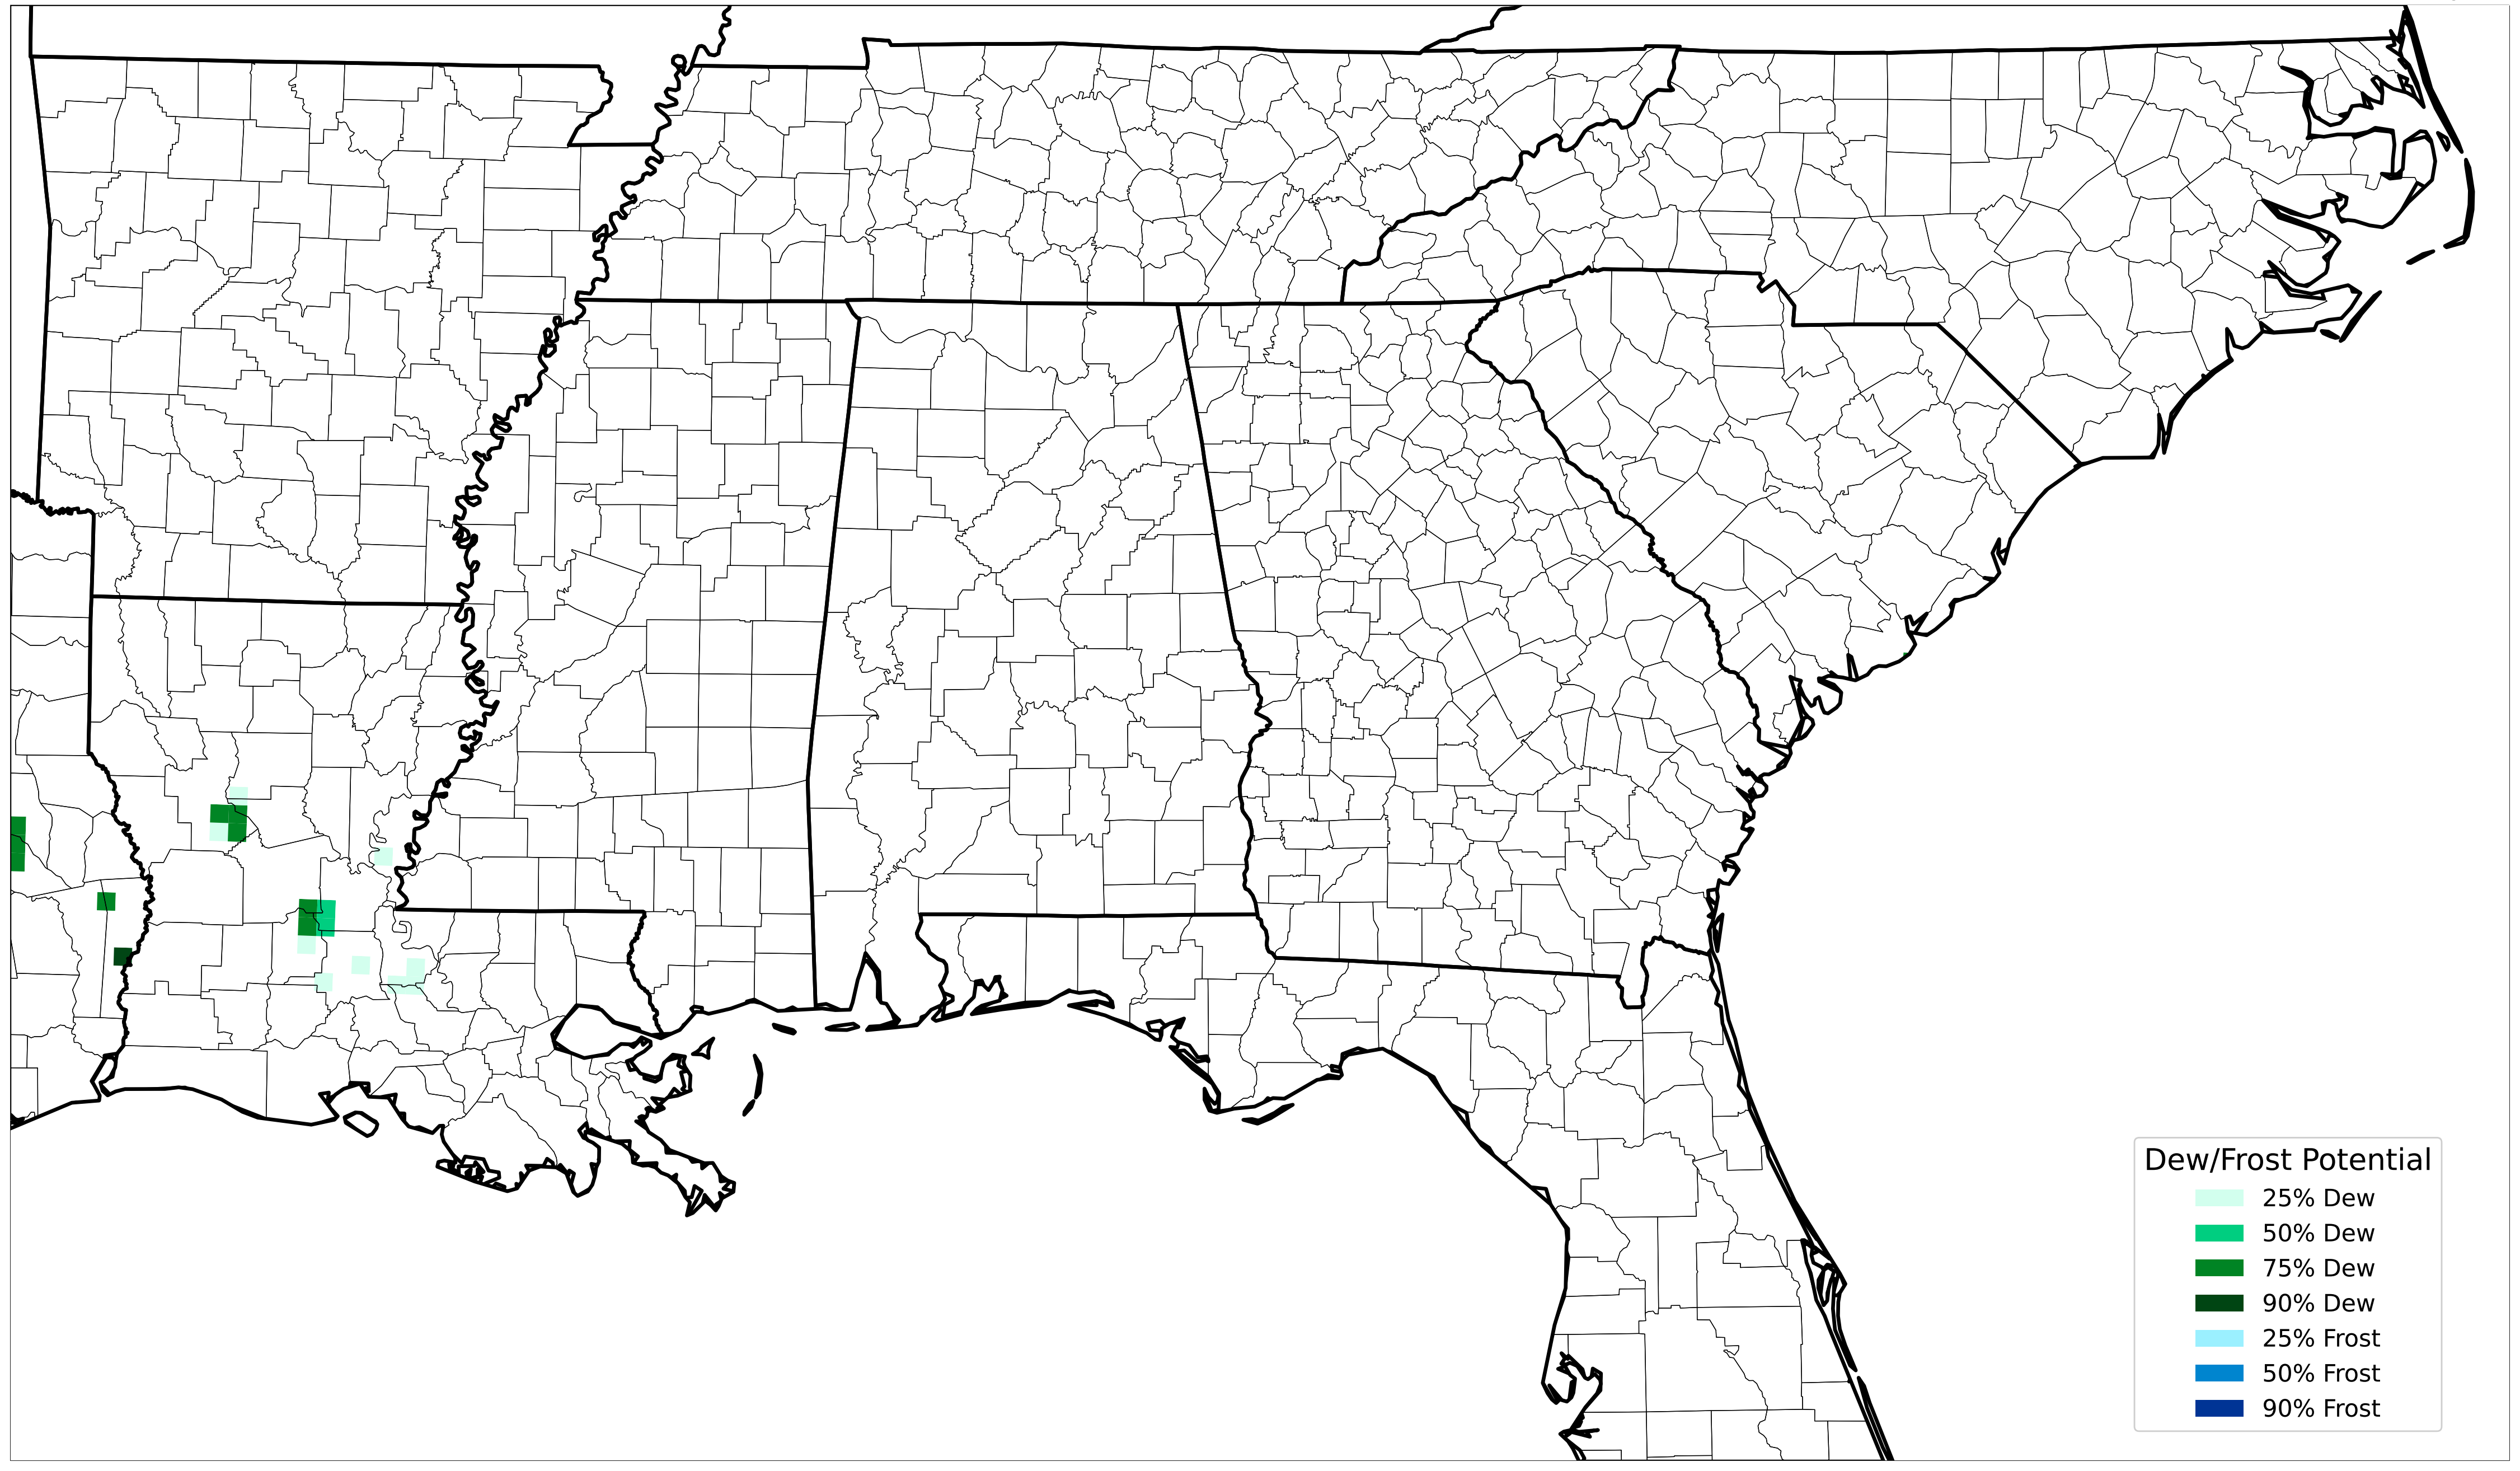 Dew/Frost Potential
25% Dew
50% Dew
75% Dew
90% Dew
25% Frost
50% Frost
90% Frost